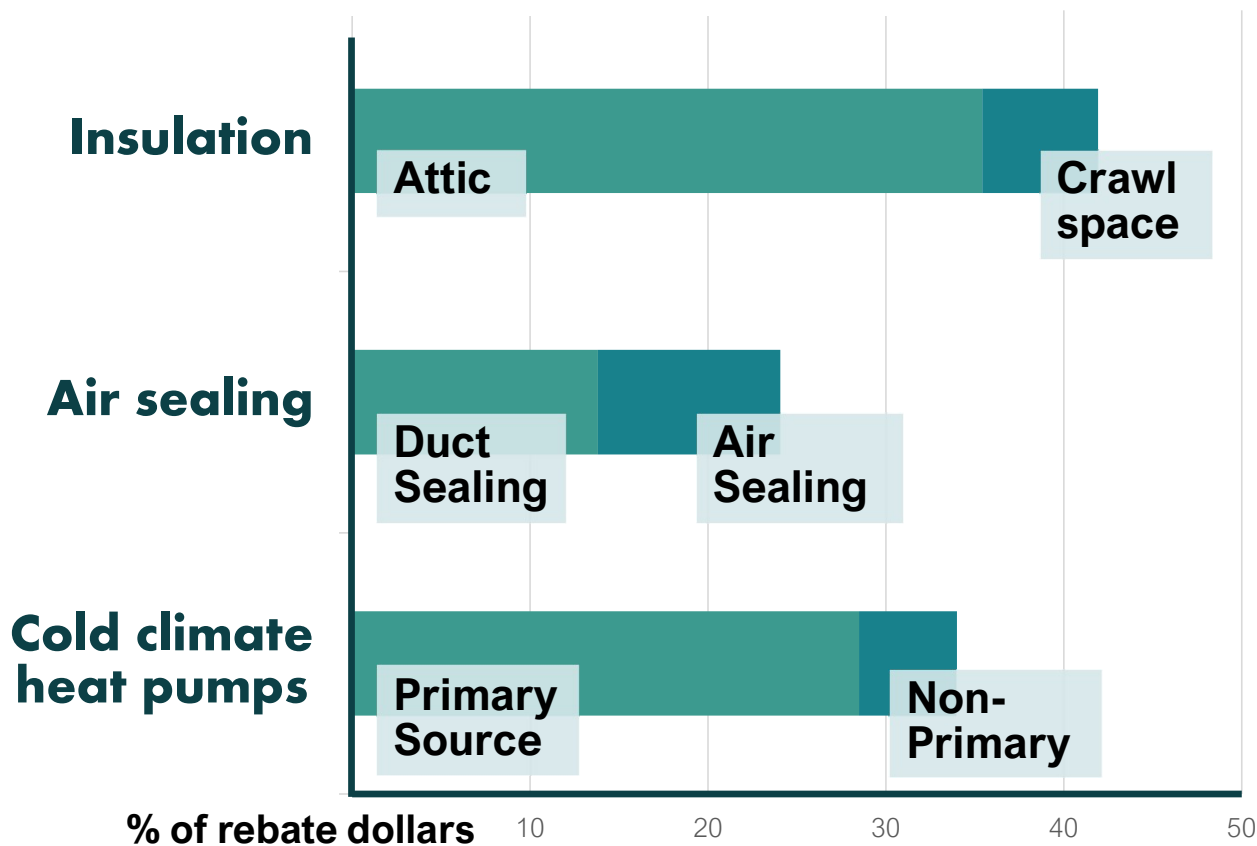 Insulation
Attic
Crawl
space
Air sealing
Duct
Sealing
Air
Sealing
Cold climate
heat pumps
Primary
Source
Non-
Primary
% of rebate dollars 10 20 30 40 50